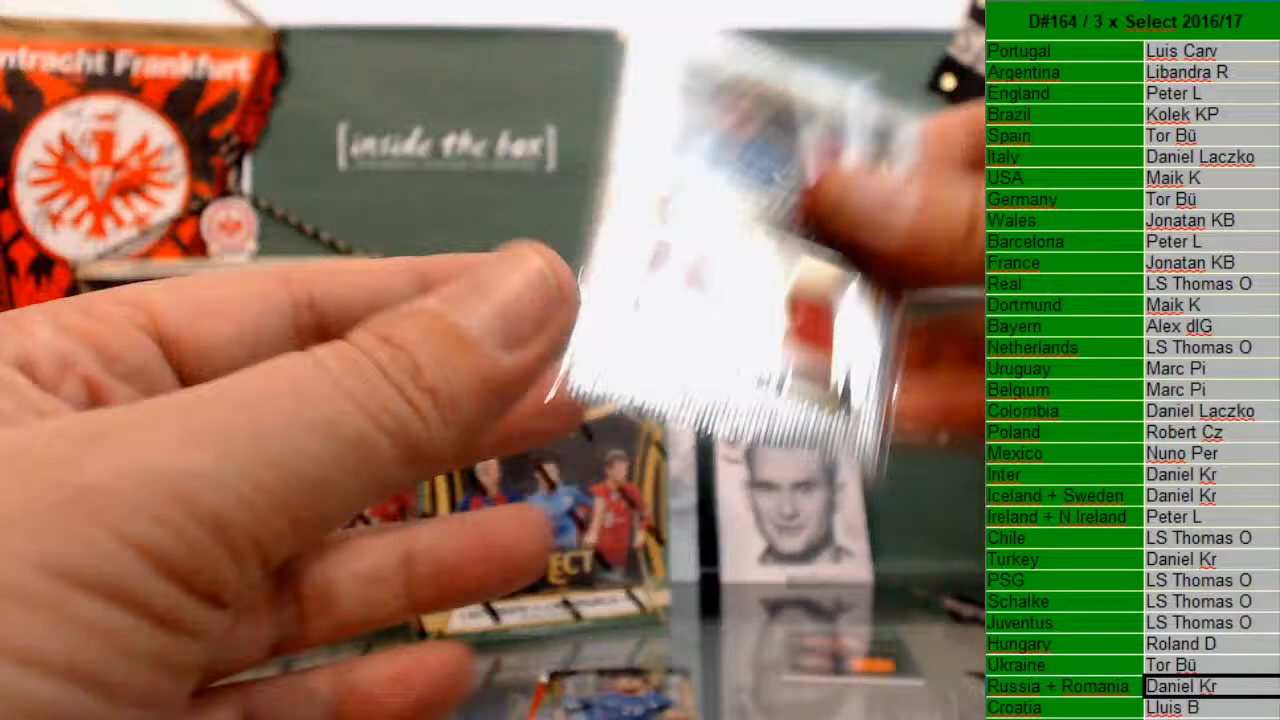 ntracht Frankfurt
[inside the box]
ECT
D#164 / 3 x Select 2016/17
Portugal Luis Carv
Argentina Libandra R
England Peter L
Brazil Kolek KP
Spain Tor Bü
Italy Daniel Laczko
USA Maik K
Germany Tor Bü
Wales Jonatan KB
Barcelona Peter L
France Jonatan KB
Real LS Thomas O
Dortmund Maik K
Bayern Alex dlG
Netherlands LS Thomas O
Uruguay Marc Pi
Belgium Marc Pi
Colombia Daniel Laczko
Poland Robert Cz
Mexico Nuno Per
Inter Daniel Kr
Iceland + Sweden Daniel Kr
Ireland + N.Ireland Peter L
Chile LS Thomas O
Turkey Daniel Kr
PSG LS Thomas O
Schalke LS Thomas O
Juventus LS Thomas O
Hungary Roland D
Ukraine Tor Bü
Russia + Romania Daniel Kr
Croatia Lluis B